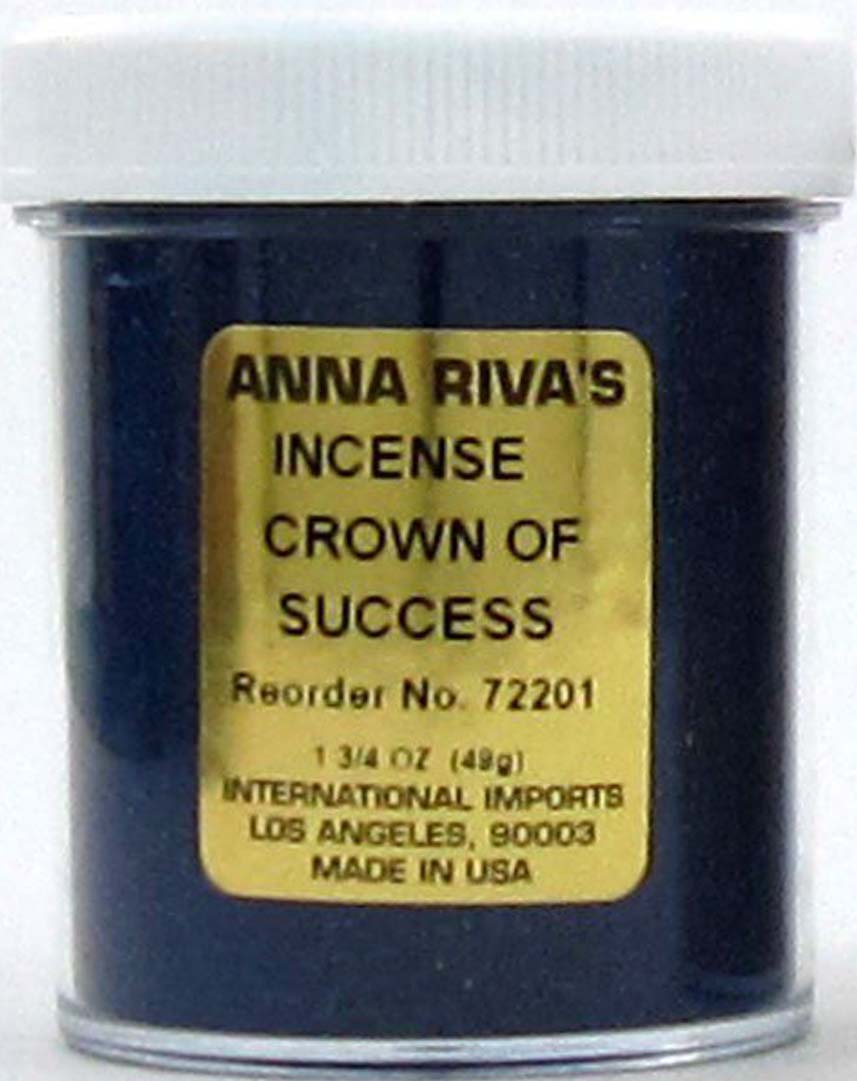 ANNA RIVA'S
INCENSE
CROWN OF
SUCCESS
Reorder No. 72201
1 3/4 OZ (49g)
INTERNATIONAL IMPORTS
LOS ANGELES, 90003
MADE IN USA